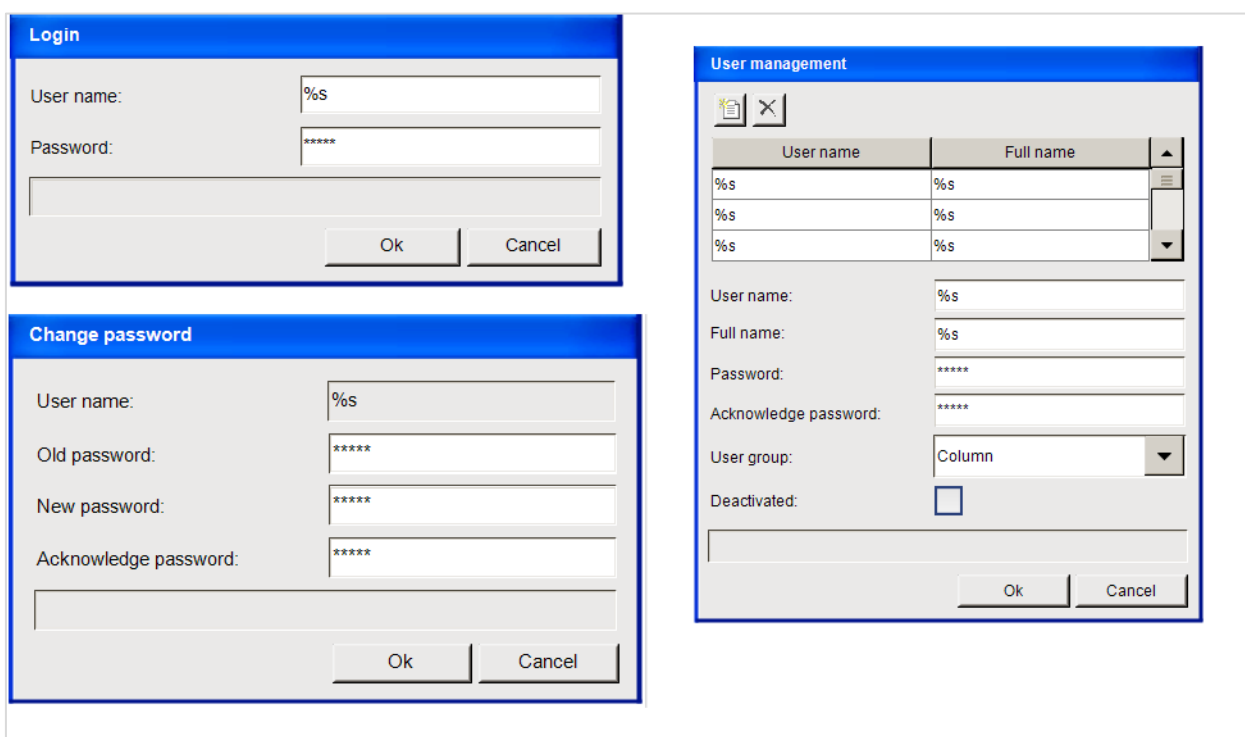 Login
User name: %s
Password: *****
Ok Cancel
Change password
User name: %s
Old password: *****
New password: *****
Acknowledge password: *****
Ok Cancel
User management
User name Full name
%s %s
%s %s
%s %s
User name: %s
Full name: %s
Password: *****
Acknowledge password: *****
User group: Column
Deactivated:
Ok Cancel